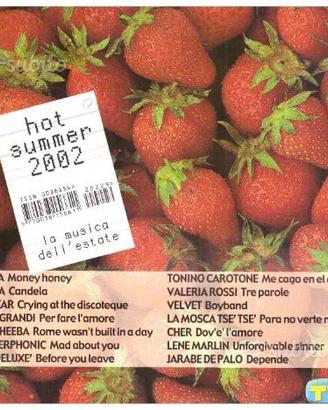 subito
hot
summer
2002
la musica
dell'estate
A Money honey
A Candela
AR Crying at the discoteque
GRANDI Per fare l'amore
HEEBA Rome wasn't built in a day
ERPHONIC Mad about you
DELUXE' Before you leave
TONINO CAROTONE Me cago en el
VALERIA ROSSI Tre parole
VELVET Boyband
LA MOSCA TSE' TSE' Para no verte
CHER Dov'e' l'amore
LENE MARLIN Unforgivable sinner
JARABE DE PALO Depende